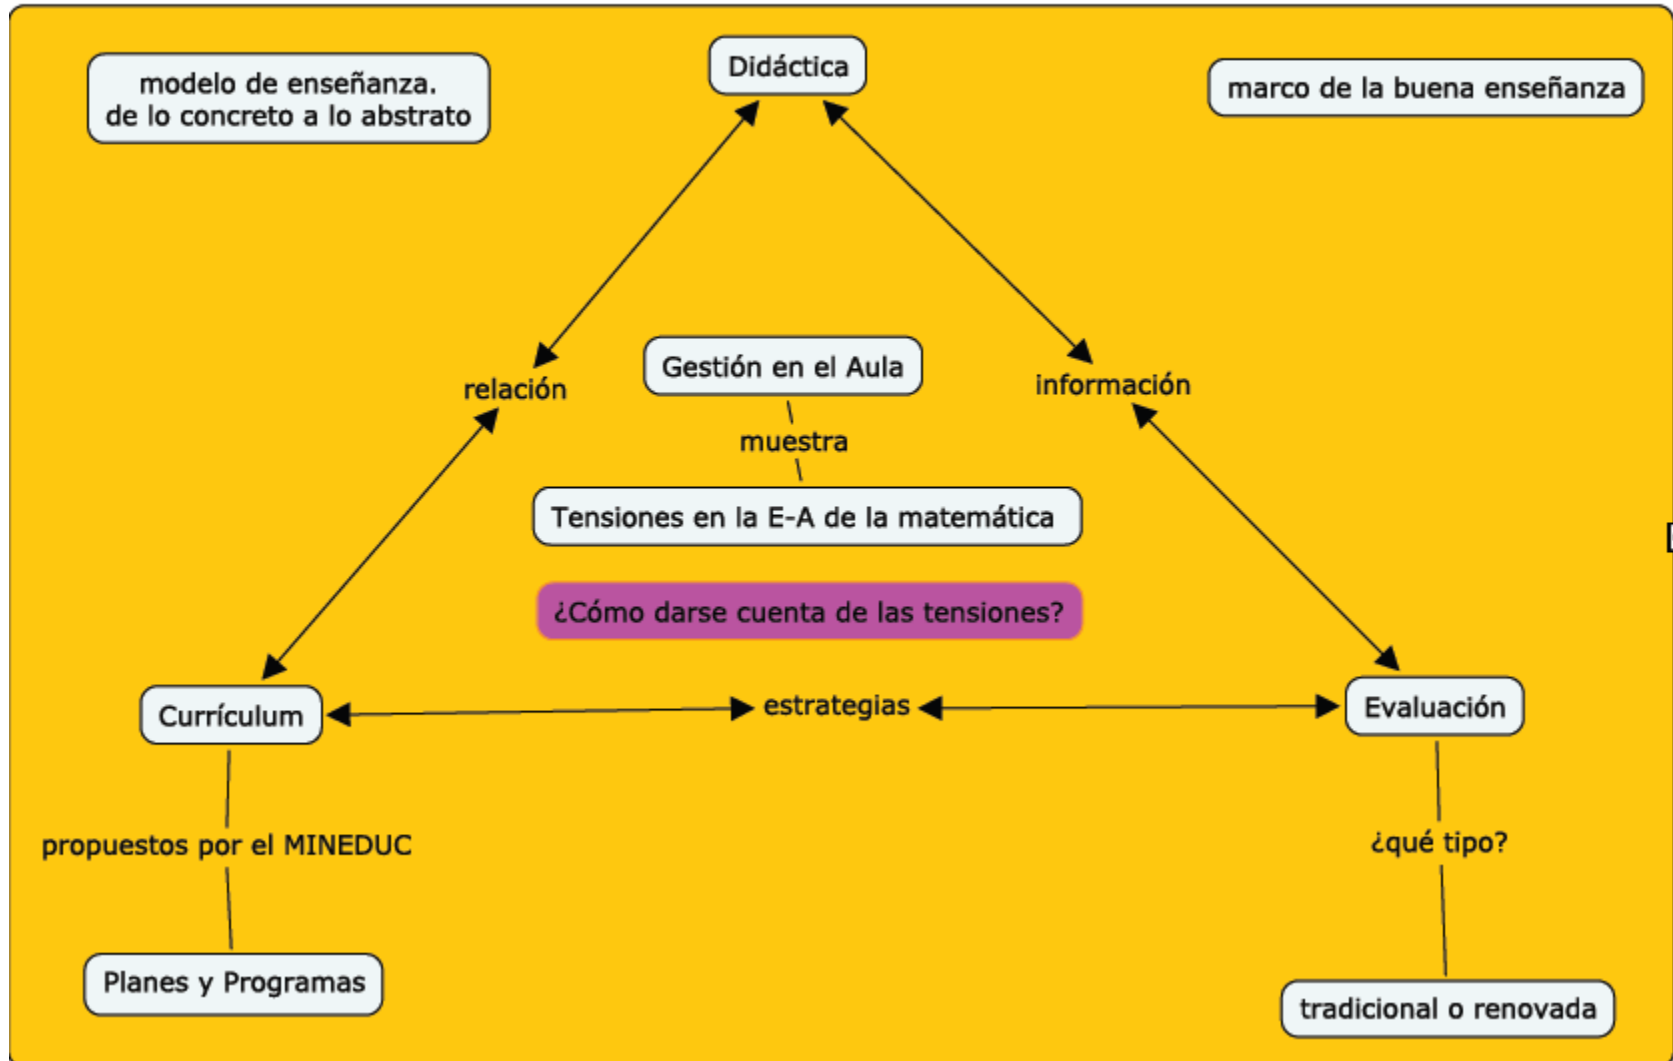 Didáctica
modelo de enseñanza.
de lo concreto a lo abstrato
marco de la buena enseñanza
relación
Gestión en el Aula
información
muestra
Tensiones en la E-A de la matemática
¿Cómo darse cuenta de las tensiones?
Currículum
estrategias
Evaluación
propuestos por el MINEDUC
¿qué tipo?
Planes y Programas
tradicional o renovada